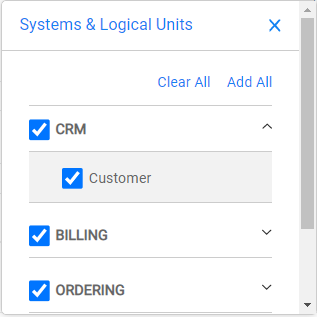 Systems & Logical Units
Clear All Add All
CRM
Customer
BILLING
ORDERING